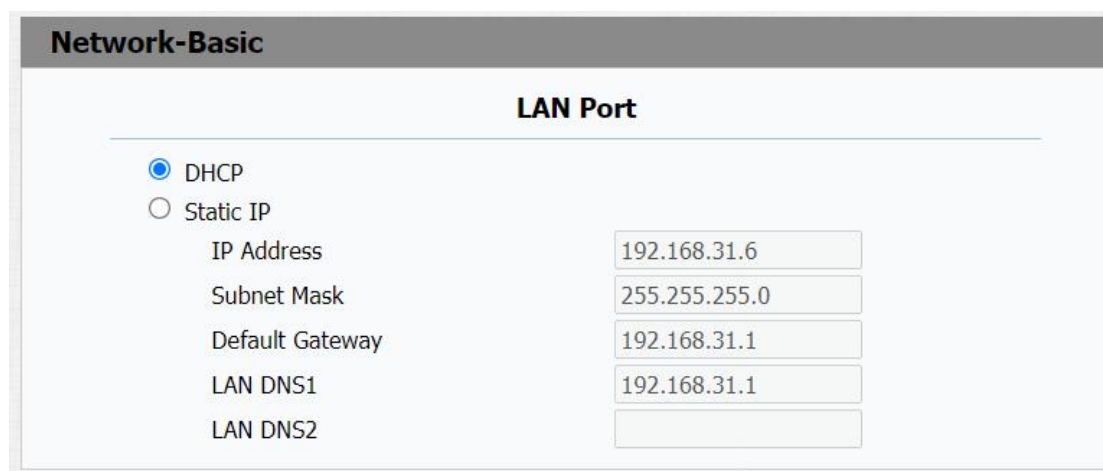 Network-Basic
LAN Port
DHCP
Static IP
IP Address 192.168.31.6
Subnet Mask 255.255.255.0
Default Gateway 192.168.31.1
LAN DNS1 192.168.31.1
LAN DNS2